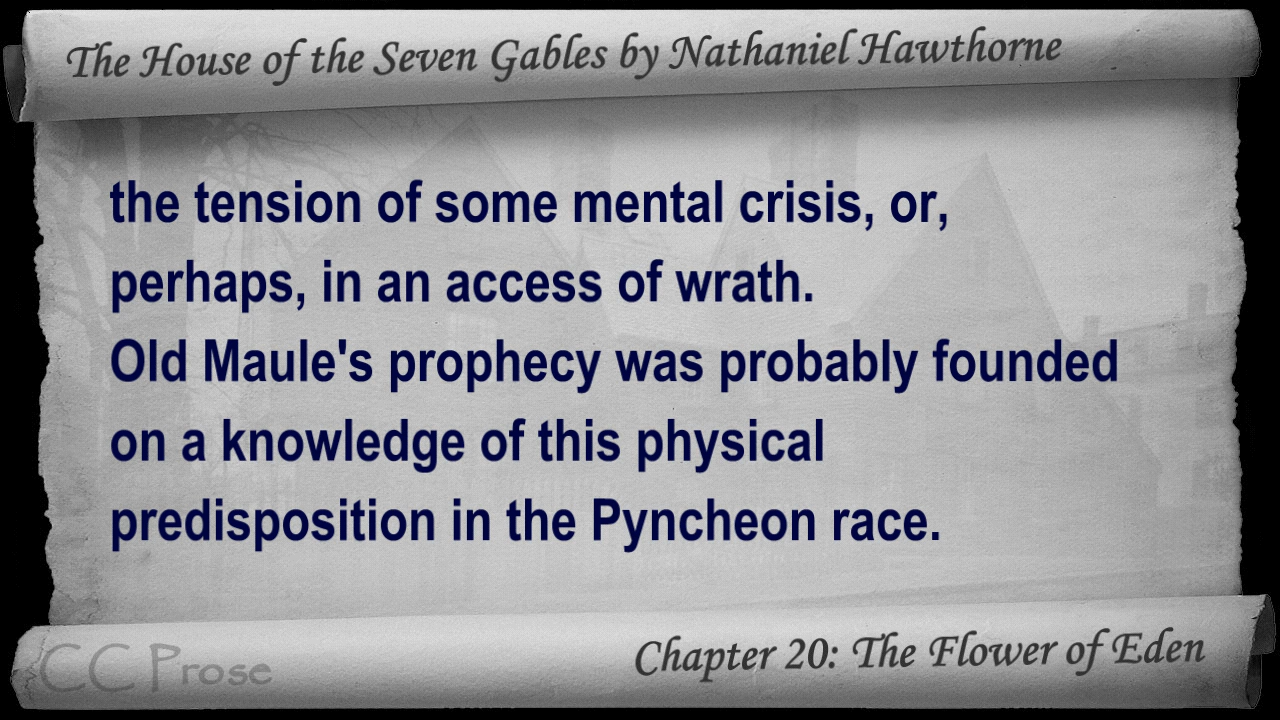 The House of the Seven Gables by Nathaniel Hawthorne
the tension of some mental crisis, or,
perhaps, in an access of wrath.
Old Maule's prophecy was probably founded
on a knowledge of this physical
predisposition in the Pyncheon race.
CC Prose
Chapter 20: The Flower of Eden